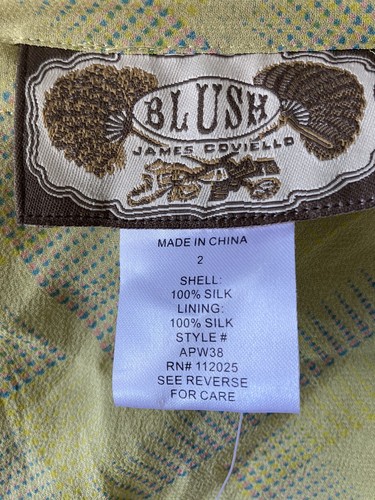 BLUSH
JAMES COVIELLO
MADE IN CHINA
2
SHELL:
100% SILK
LINING:
100% SILK
STYLE #
APW38
RN# 112025
SEE REVERSE
FOR CARE